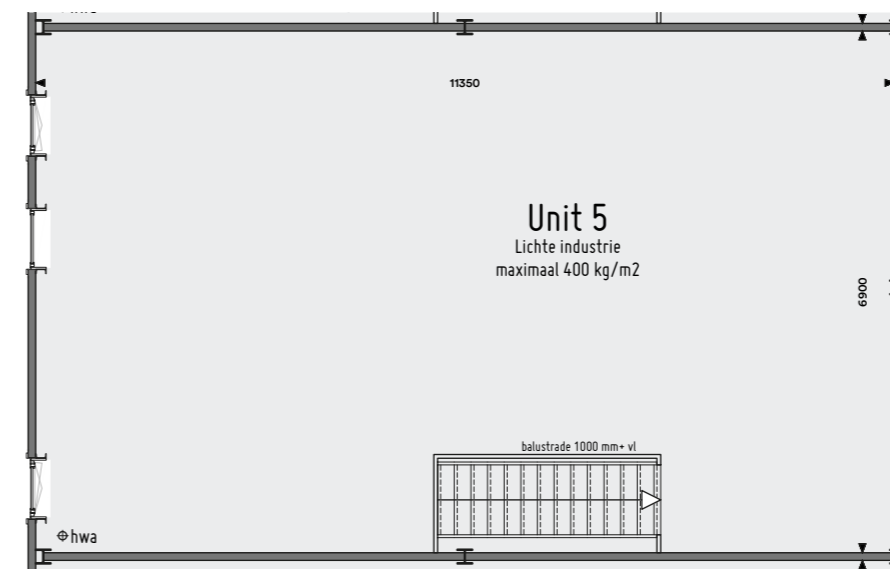 11350
Unit 5
Lichte industrie
maximaal 400 kg/m2
6900
balustrade 1000 mm+ vl
hwa